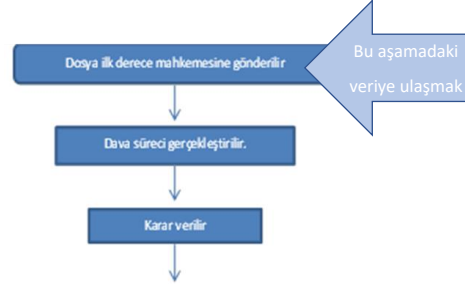 Dosya ilk derece mahkemesine gönderilir
Bu aşamadaki
veriye ulaşmak
Dava süreci gerçekleştirilir.
Karar verilir